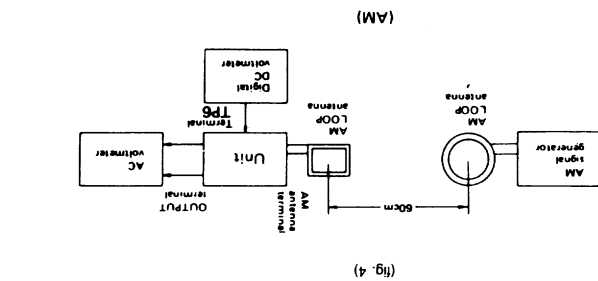 (fig. 4)
60cm
AM
antenna
terminal
OUTPUT
terminal
AM
signal
generator
Unit
AC
voltmeter
AM
LOOP
antenna
AM
LOOP
antenna
Terminal
TP6
Digital
DC
voltmeter
(AM)